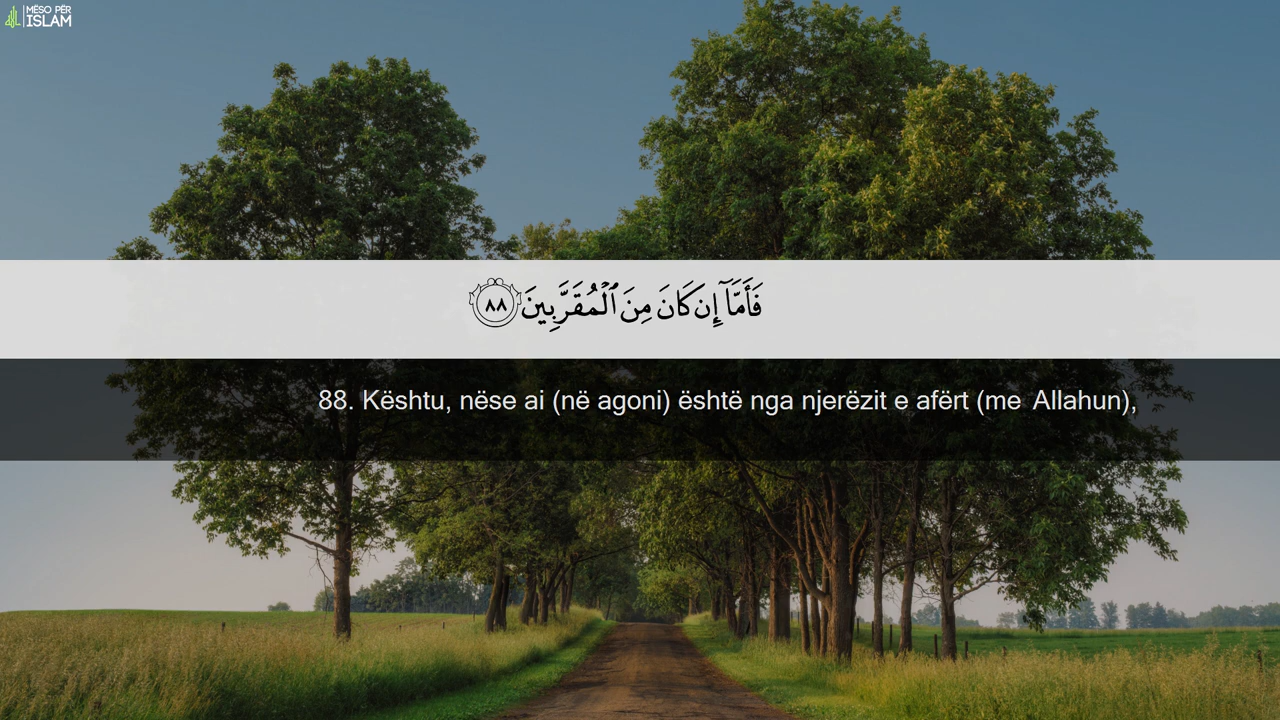 MËSO PËR
ISLAM
فَأَمَّآ إِن كَانَ مِنَ ٱلْمُقَرَّبِينَ ٨٨
88. Kështu, nëse ai (në agoni) është nga njerëzit e afërt (me Allahun),